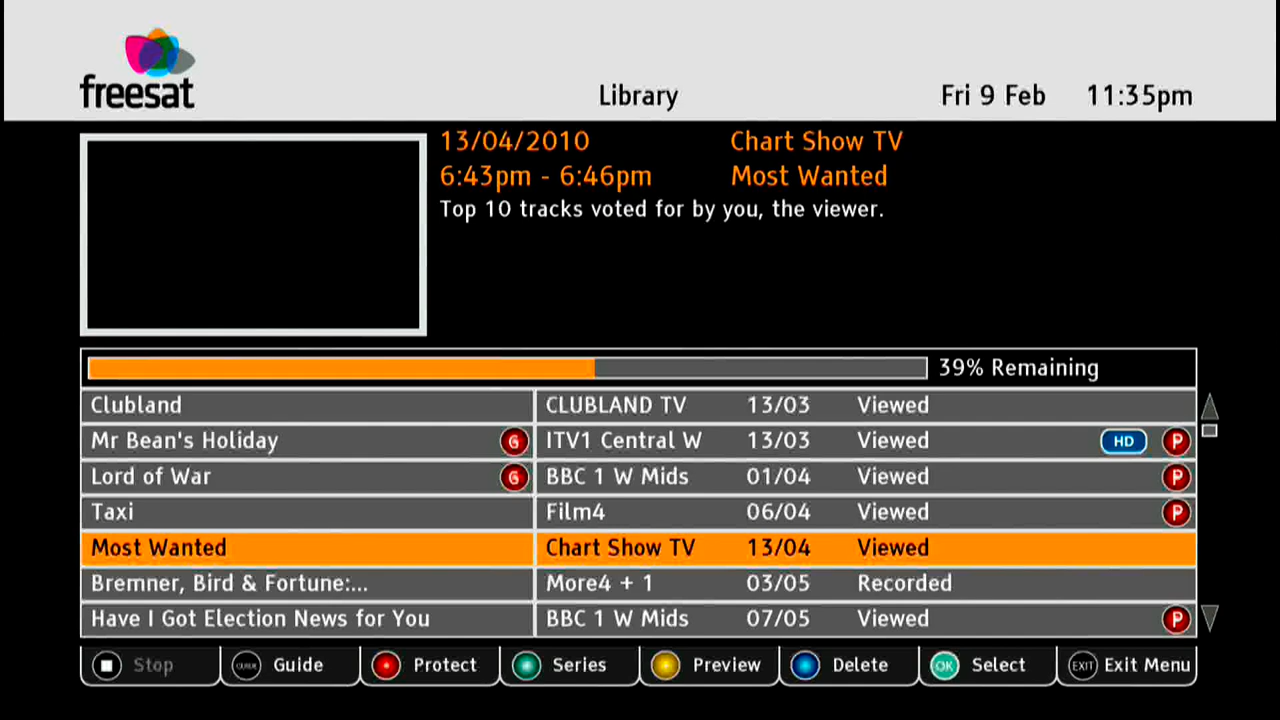 freesat
Library
Fri 9 Feb 11:35pm
13/04/2010 Chart Show TV
6:43pm - 6:46pm Most Wanted
Top 10 tracks voted for by you, the viewer.
39% Remaining
Clubland CLUBLAND TV 13/03 Viewed
Mr Bean's Holiday G ITV1 Central W 13/03 Viewed HD P
Lord of War G BBC 1 W Mids 01/04 Viewed P
Taxi Film4 06/04 Viewed P
Most Wanted Chart Show TV 13/04 Viewed
Bremner, Bird & Fortune:... More4 + 1 03/05 Recorded
Have I Got Election News for You BBC 1 W Mids 07/05 Viewed P
Stop GUIDE Guide Protect Series Preview Delete OK Select EXIT Exit Menu